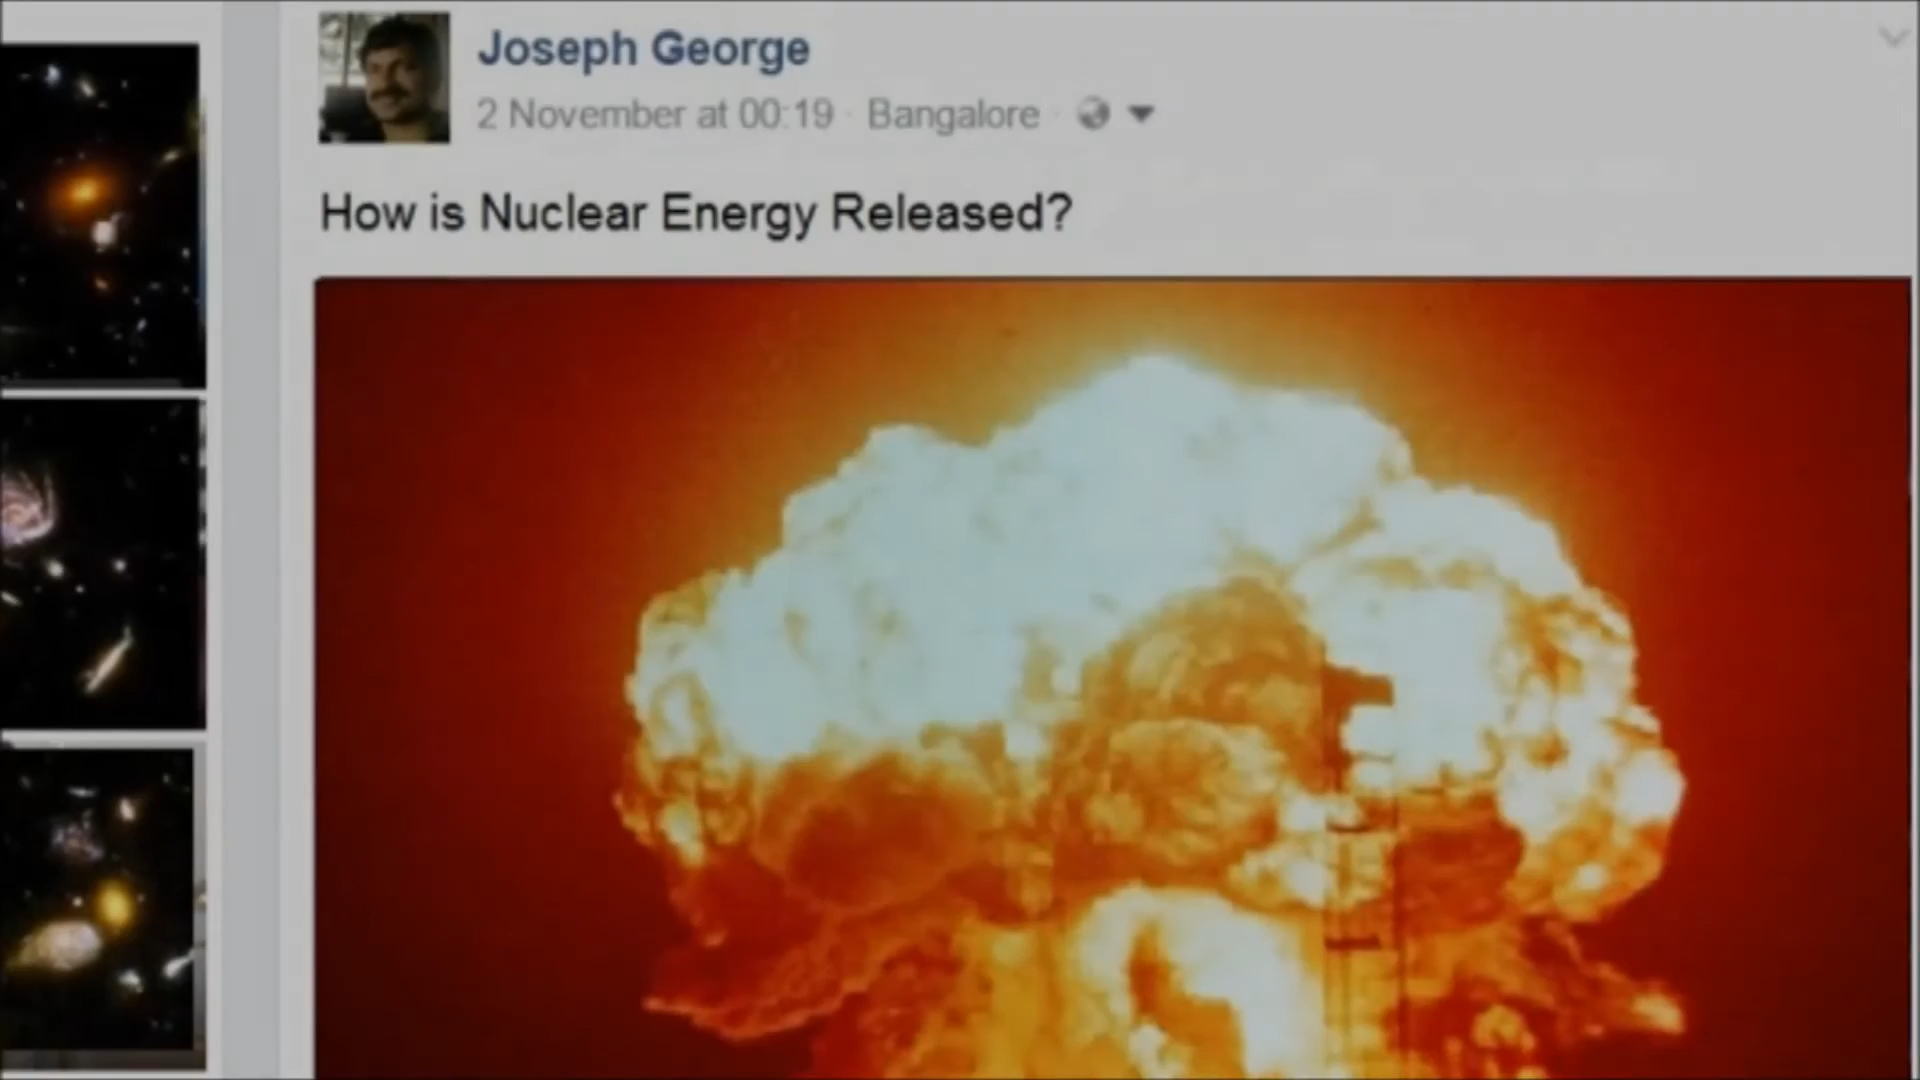 Joseph George
2 November at 00:19 · Bangalore ·
How is Nuclear Energy Released?